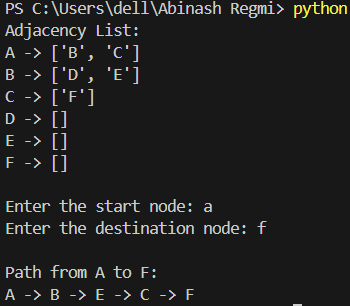 PS C:\Users\dell\Abinash Regmi> python
Adjacency List:
A -> ['B', 'C']
B -> ['D', 'E']
C -> ['F']
D -> []
E -> []
F -> []
Enter the start node: a
Enter the destination node: f
Path from A to F:
A -> B -> E -> C -> F